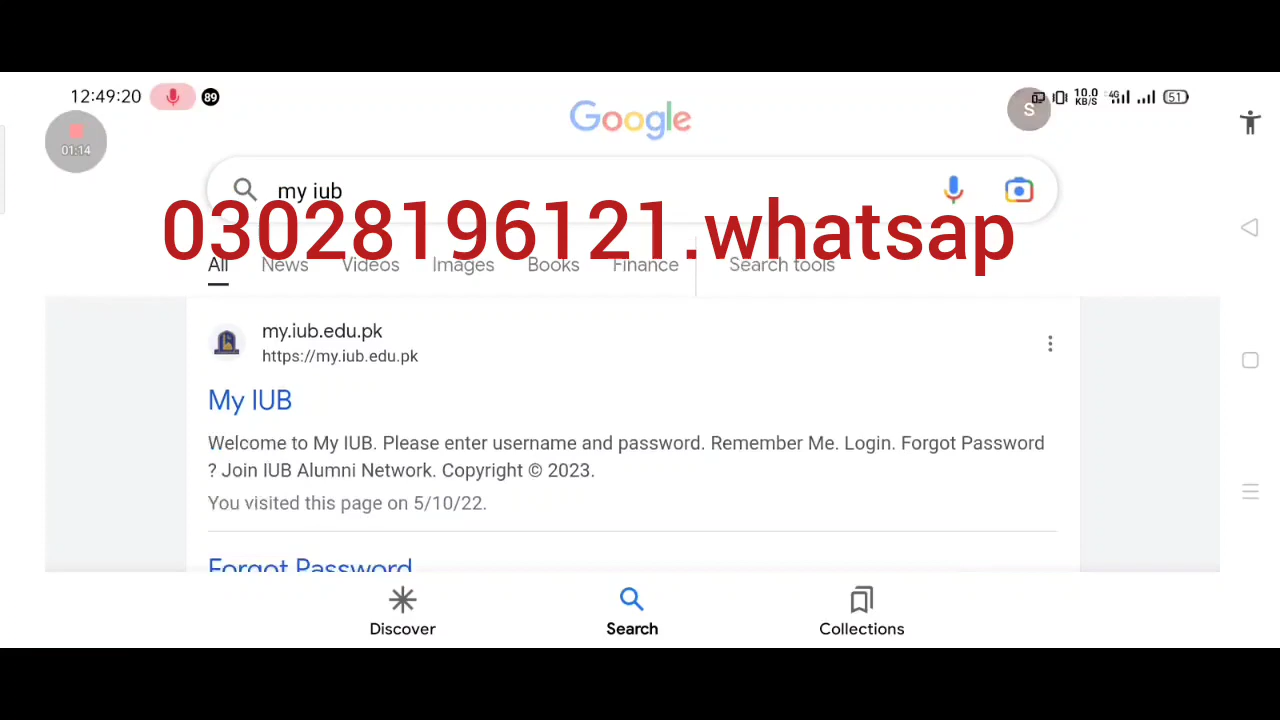 12:49:20
89
10.0
KB/S
4G
51
01:14
Google
S
my iub
03028196121.whatsap
All News Videos Images Books Finance Search tools
my.iub.edu.pk
https://my.iub.edu.pk
My IUB
Welcome to My IUB. Please enter username and password. Remember Me. Login. Forgot Password
? Join IUB Alumni Network. Copyright © 2023.
You visited this page on 5/10/22.
Forgot Password
Discover Search Collections